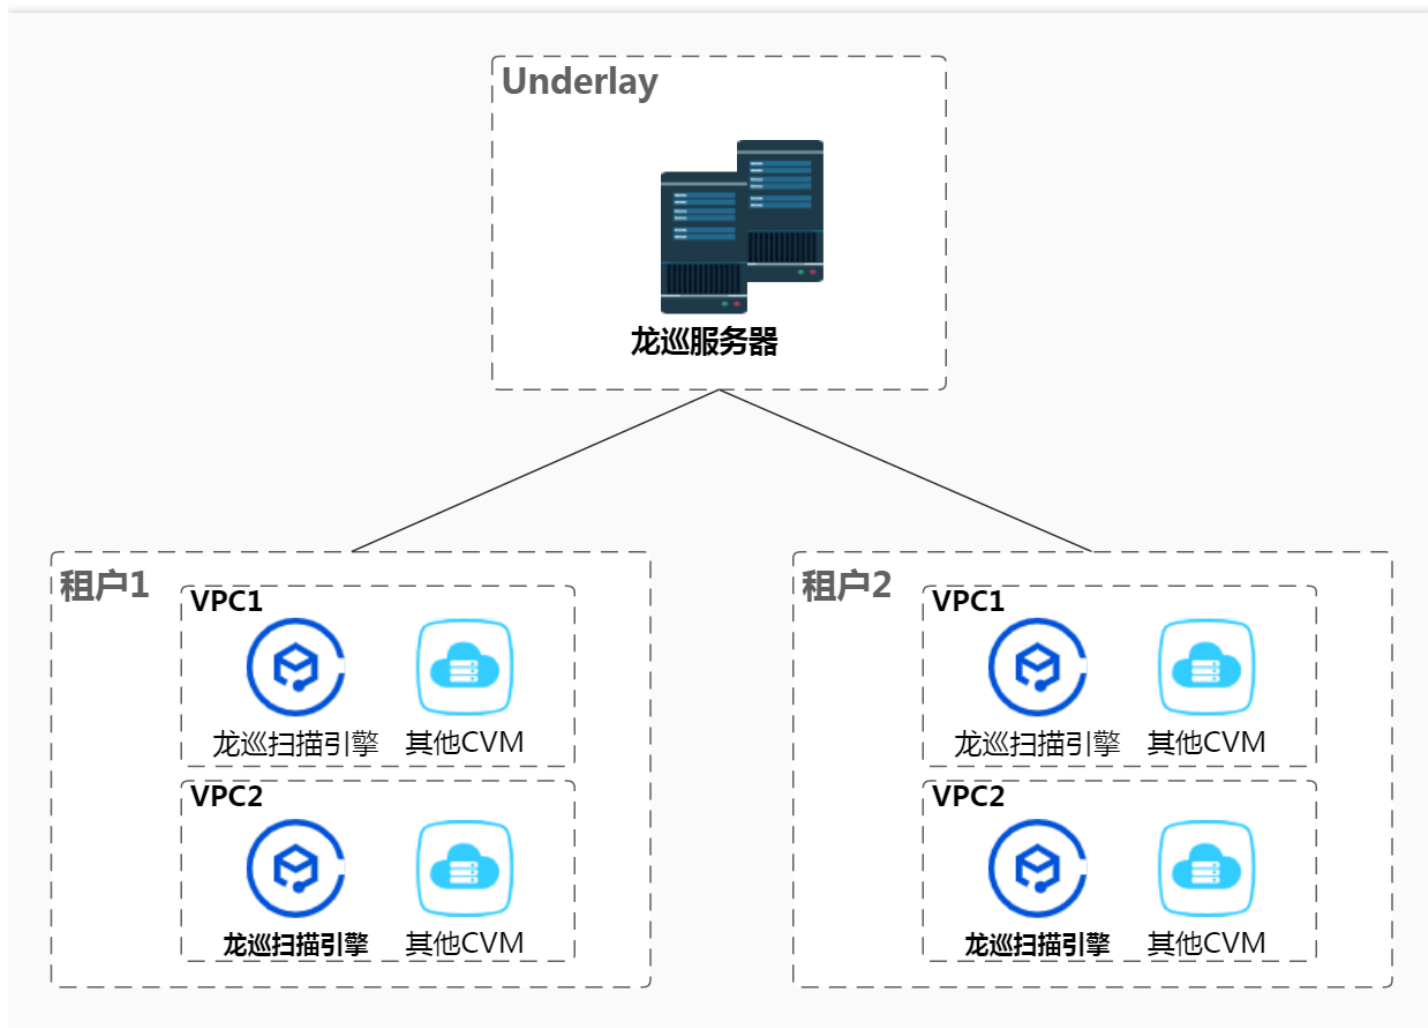 Underlay
龙巡服务器
租户1
VPC1
龙巡扫描引擎 其他CVM
VPC2
龙巡扫描引擎 其他CVM
租户2
VPC1
龙巡扫描引擎 其他CVM
VPC2
龙巡扫描引擎 其他CVM